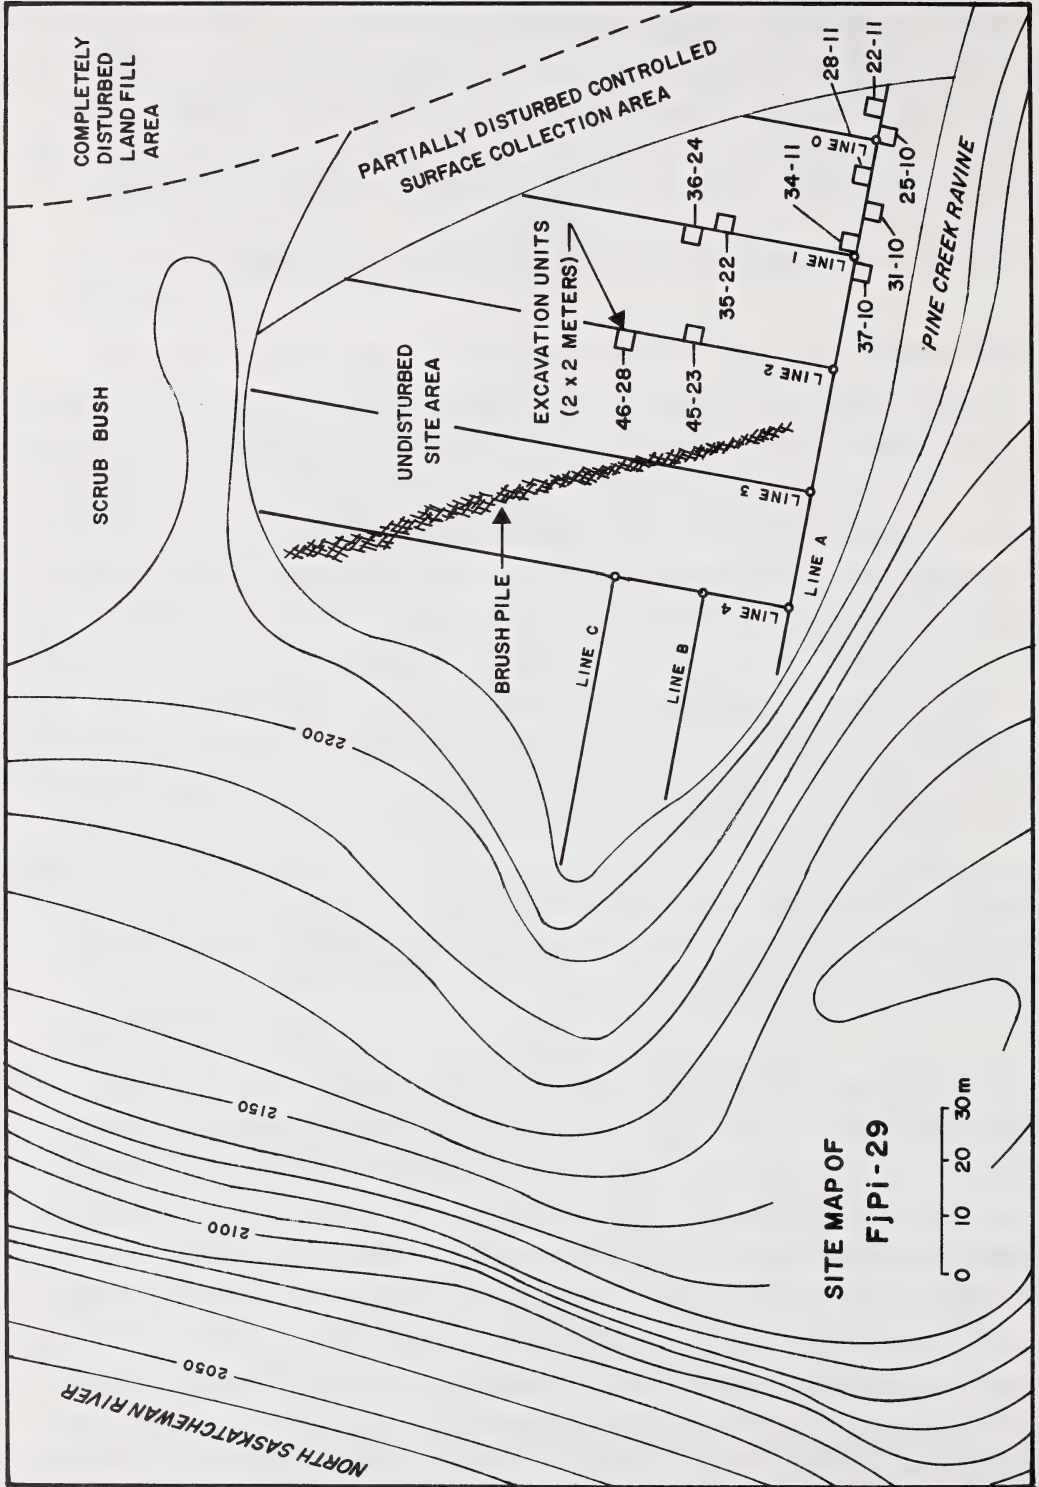 SITE MAP OF
FjPi-29
0 10 20 30m
NORTH SASKATCHEWAN RIVER
2050
2100
2150
2200
SCRUB BUSH
COMPLETELY
DISTURBED
LAND FILL
AREA
PARTIALLY DISTURBED CONTROLLED
SURFACE COLLECTION AREA
UNDISTURBED
SITE AREA
BRUSH PILE
EXCAVATION UNITS
(2 x 2 METERS)
46-28
45-23
36-24
35-22
34-11
28-11
22-11
37-10
31-10
25-10
LINE C
LINE B
LINE A
LINE 4
LINE 3
LINE 2
LINE 1
LINE 0
PINE CREEK RAVINE